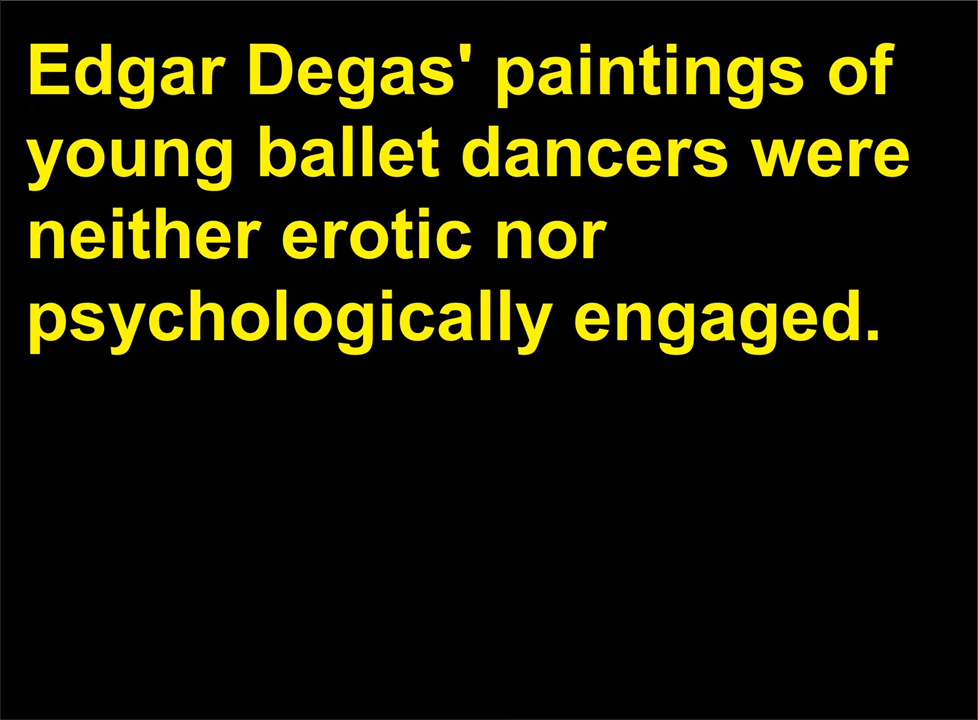 Edgar Degas' paintings of
young ballet dancers were
neither erotic nor
psychologically engaged.